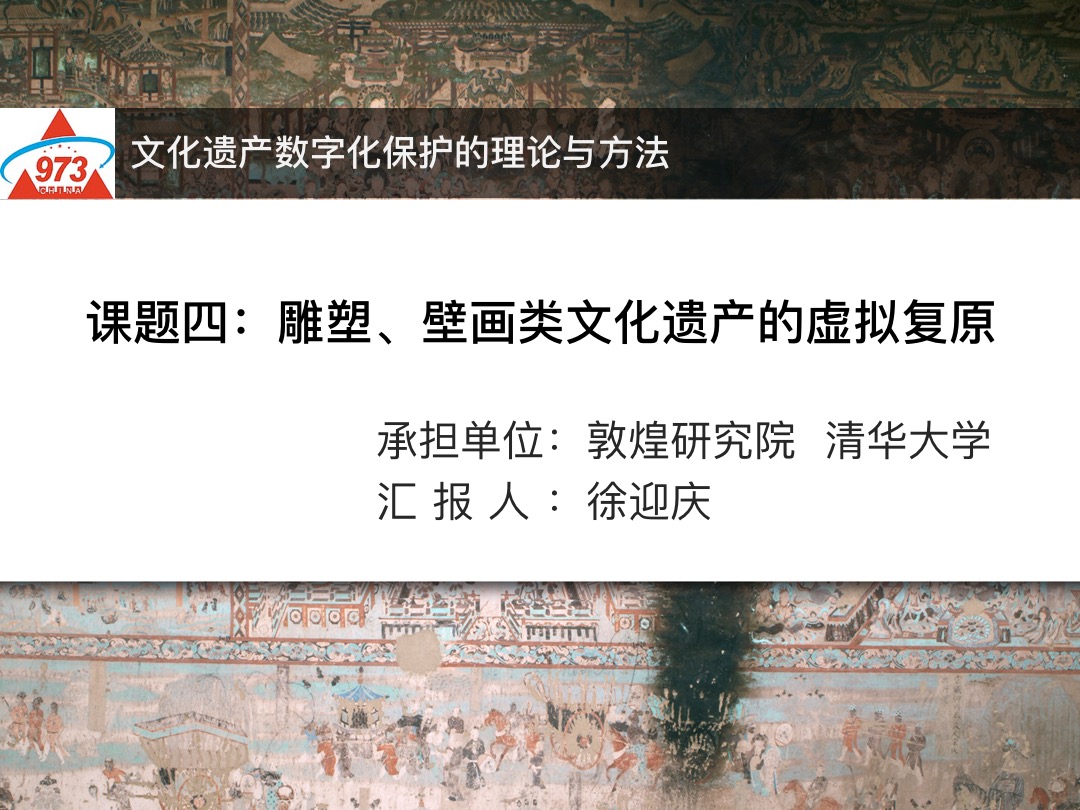 973
CHINA
文化遗产数字化保护的理论与方法
课题四：雕塑、壁画类文化遗产的虚拟复原
承担单位：敦煌研究院 清华大学
汇 报 人 ：徐迎庆